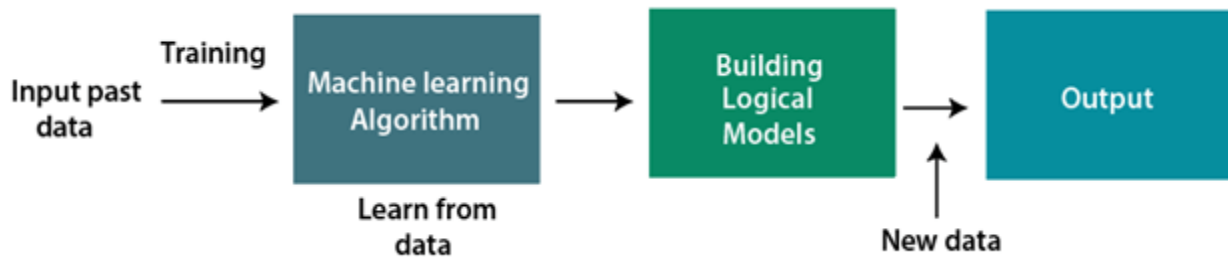 Input past
data
Training
Machine learning
Algorithm
Learn from
data
Building
Logical
Models
New data
Output